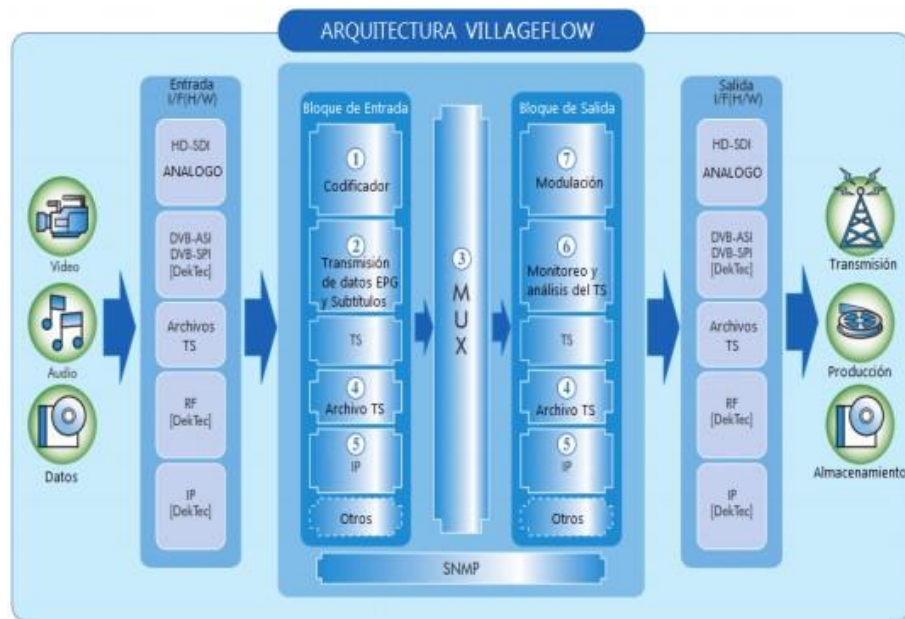 ARQUITECTURA VILLAGEFLOW
Video
Audio
Datos
Entrada
I/F(H/W)
HD-SDI
ANALOGO
DVB-ASI
DVB-SPI
[DekTec]
Archivos
TS
RF
[DekTec]
IP
[DekTec]
Bloque de Entrada
1
Codificador
2
Transmisión
de datos EPG
y Subtítulos
TS
4
Archivo TS
5
IP
Otros
3
M
U
X
Bloque de Salida
7
Modulación
6
Monitoreo y
análisis del TS
TS
4
Archivo TS
5
IP
Otros
SNMP
Salida
I/F(H/W)
HD-SDI
ANALOGO
DVB-ASI
DVB-SPI
[DekTec]
Archivos
TS
RF
[DekTec]
IP
[DekTec]
Transmisión
Producción
Almacenamiento